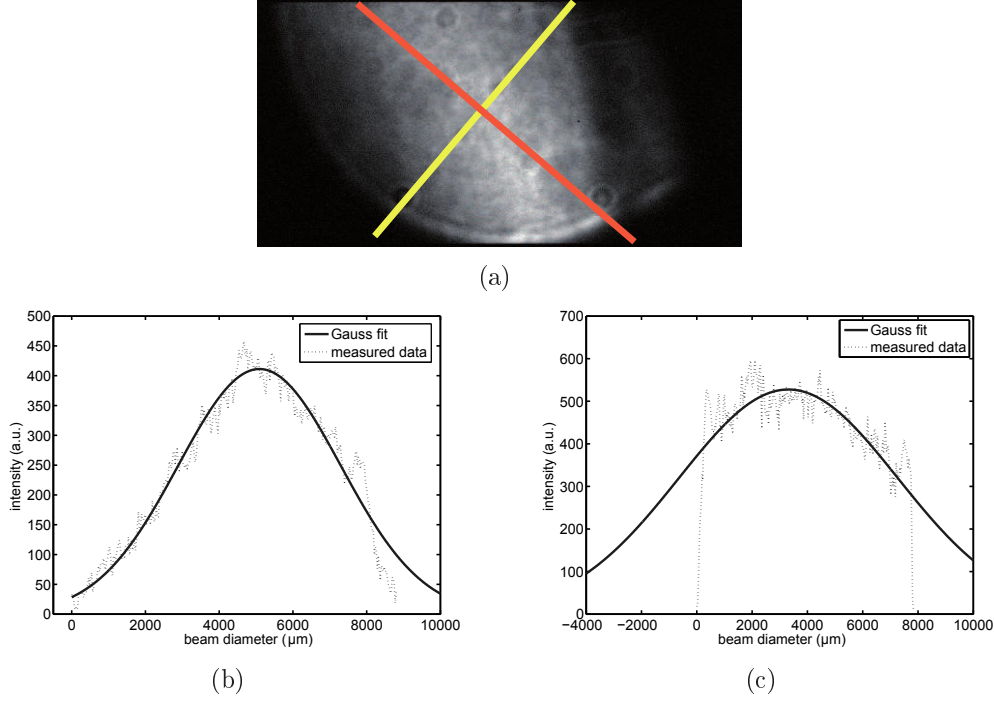 (a)
500
450
400
350
300
250
200
150
100
50
0
0 2000 4000 6000 8000 10000
intensity (a.u.)
beam diameter (µm)
Gauss fit
measured data
(b)
700
600
500
400
300
200
100
0
−4000 −2000 0 2000 4000 6000 8000 10000
intensity (a.u.)
beam diameter (µm)
Gauss fit
measured data
(c)